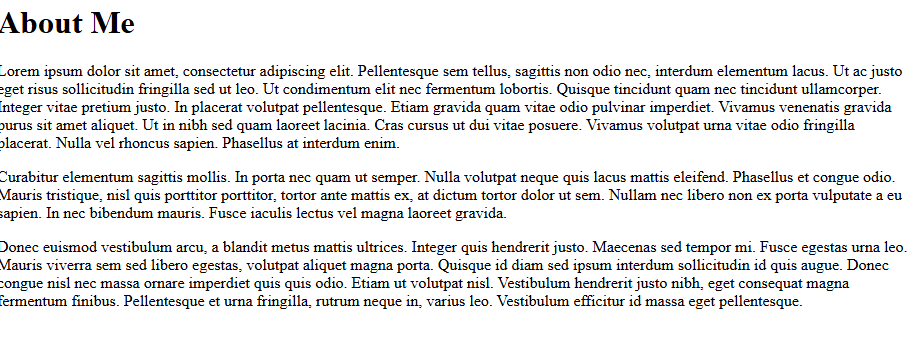 About Me
Lorem ipsum dolor sit amet, consectetur adipiscing elit. Pellentesque sem tellus, sagittis non odio nec, interdum elementum lacus. Ut ac justo
eget risus sollicitudin fringilla sed ut leo. Ut condimentum elit nec fermentum lobortis. Quisque tincidunt quam nec tincidunt ullamcorper.
Integer vitae pretium justo. In placerat volutpat pellentesque. Etiam gravida quam vitae odio pulvinar imperdiet. Vivamus venenatis gravida
purus sit amet aliquet. Ut in nibh sed quam laoreet lacinia. Cras cursus ut dui vitae posuere. Vivamus volutpat urna vitae odio fringilla
placerat. Nulla vel rhoncus sapien. Phasellus at interdum enim.
Curabitur elementum sagittis mollis. In porta nec quam ut semper. Nulla volutpat neque quis lacus mattis eleifend. Phasellus et congue odio.
Mauris tristique, nisl quis porttitor porttitor, tortor ante mattis ex, at dictum tortor dolor ut sem. Nullam nec libero non ex porta vulputate a eu
sapien. In nec bibendum mauris. Fusce iaculis lectus vel magna laoreet gravida.
Donec euismod vestibulum arcu, a blandit metus mattis ultrices. Integer quis hendrerit justo. Maecenas sed tempor mi. Fusce egestas urna leo.
Mauris viverra sem sed libero egestas, volutpat aliquet magna porta. Quisque id diam sed ipsum interdum sollicitudin id quis augue. Donec
congue nisl nec massa ornare imperdiet quis quis odio. Etiam ut volutpat nisl. Vestibulum hendrerit justo nibh, eget consequat magna
fermentum finibus. Pellentesque et urna fringilla, rutrum neque in, varius leo. Vestibulum efficitur id massa eget pellentesque.